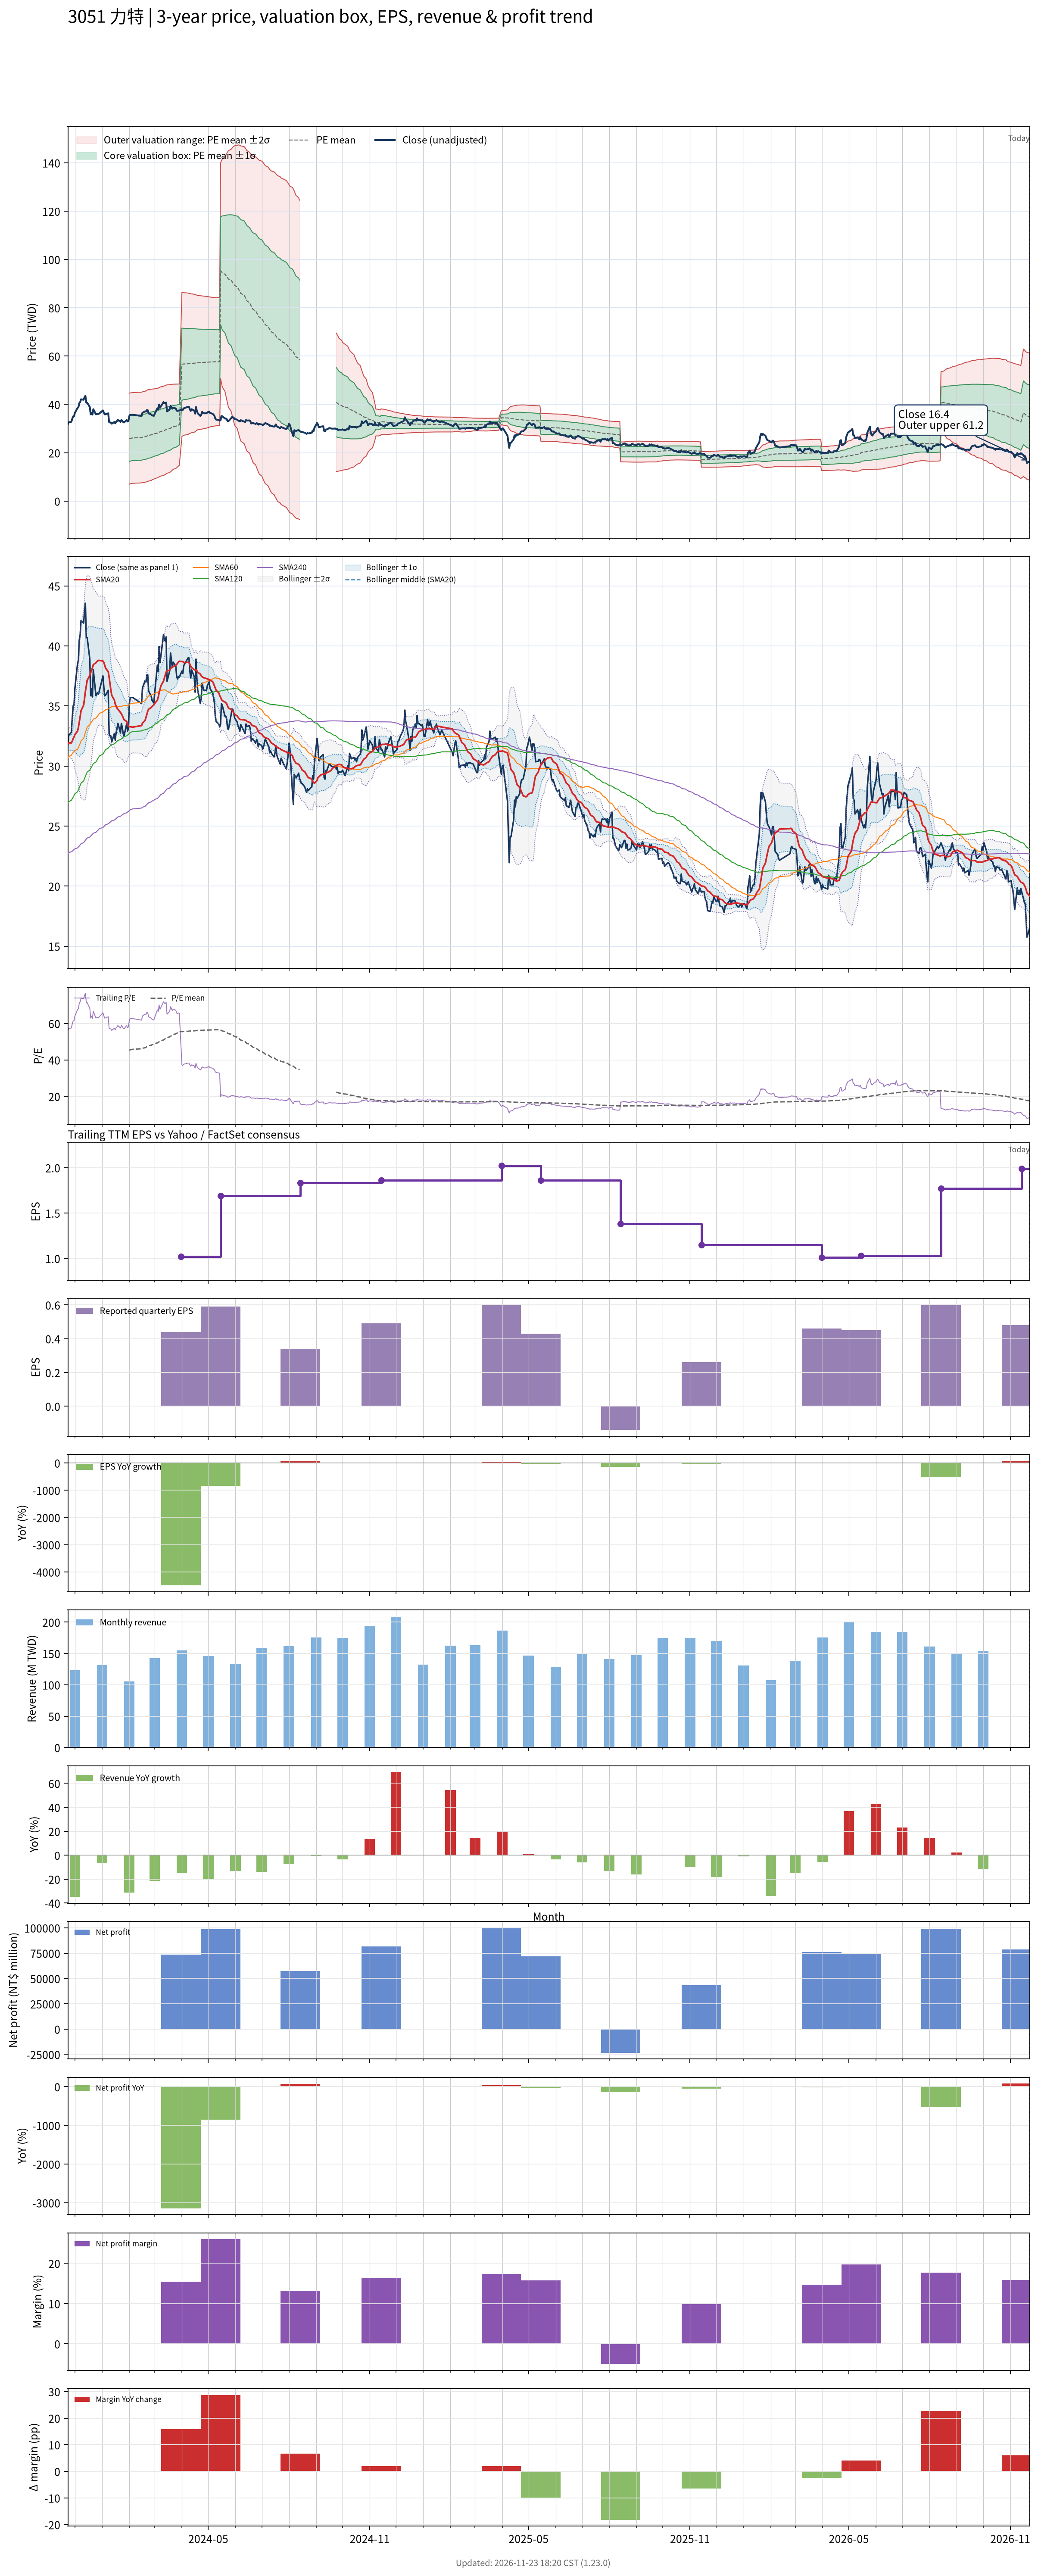 3051 力特 | 3-year price, valuation box, EPS, revenue & profit trend
Outer valuation range: PE mean ±2σ
PE mean
Close (unadjusted)
Core valuation box: PE mean ±1σ
Today
140
120
100
80
60
40
20
0
Price (TWD)
Close 16.4
Outer upper 61.2
Close (same as panel 1)
SMA60
SMA240
Bollinger ±1σ
SMA20
SMA120
Bollinger ±2σ
Bollinger middle (SMA20)
45
40
35
30
25
20
15
Price
Trailing P/E
P/E mean
60
40
20
P/E
Trailing TTM EPS vs Yahoo / FactSet consensus
Today
2.0
1.5
1.0
EPS
Reported quarterly EPS
0.6
0.4
0.2
0.0
EPS
EPS YoY growth
0
-1000
-2000
-3000
-4000
YoY (%)
Monthly revenue
200
150
100
50
0
Revenue (M TWD)
Revenue YoY growth
60
40
20
0
-20
-40
YoY (%)
Month
Net profit
100000
75000
50000
25000
0
-25000
Net profit (NT$ million)
Net profit YoY
0
-1000
-2000
-3000
YoY (%)
Net profit margin
20
10
0
Margin (%)
Margin YoY change
30
20
10
0
-10
-20
Δ margin (pp)
2024-05
2024-11
2025-05
2025-11
2026-05
2026-11
Updated: 2026-11-23 18:20 CST (1.23.0)